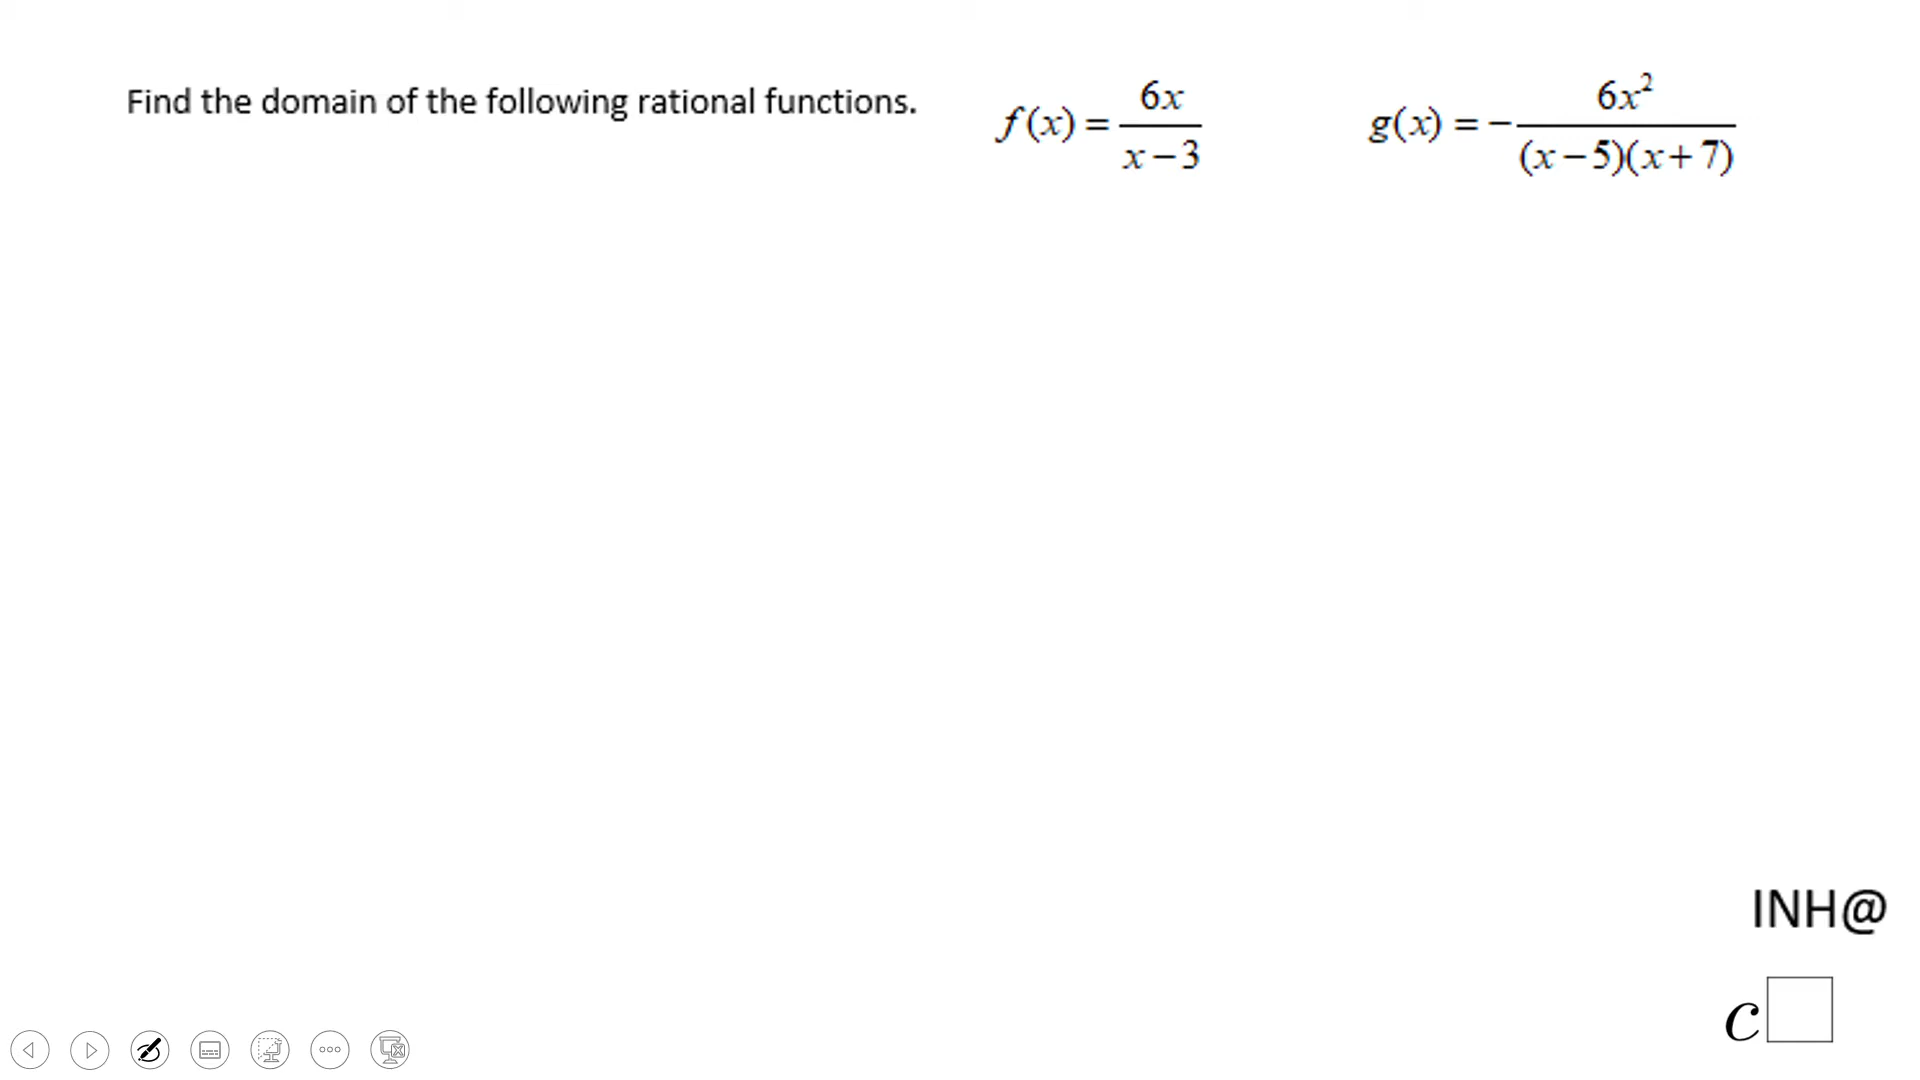 Find the domain of the following rational functions. f(x) = 6x / (x − 3) g(x) = − 6x² / ((x − 5)(x + 7))
INH@
c